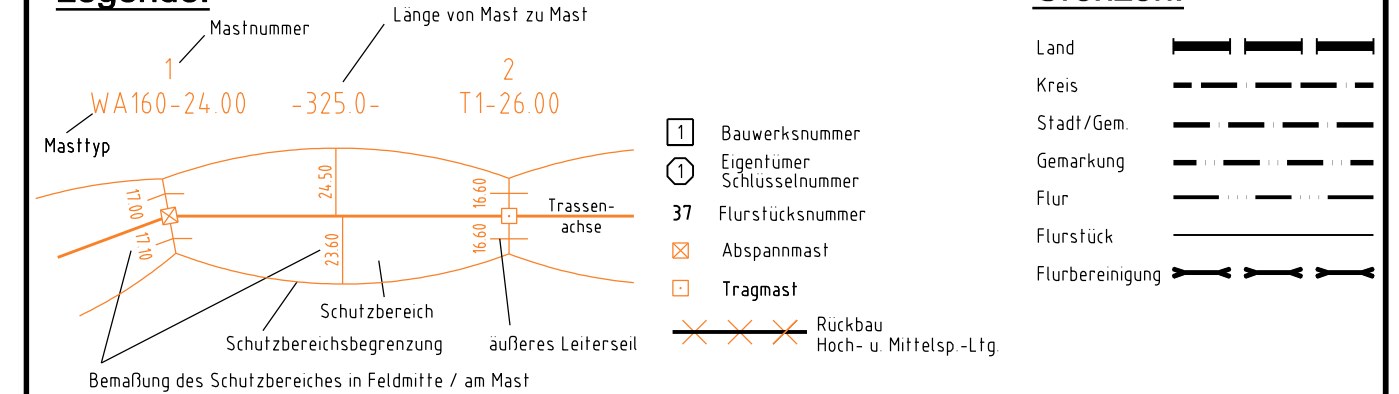 Legende:
Mastnummer
Länge von Mast zu Mast
1
2
WA160-24.00
-325.0-
T1-26.00
Masttyp
17.00
17.10
24.50
23.60
16.60
16.60
Trassen-
achse
Schutzbereich
Schutzbereichsbegrenzung
äußeres Leiterseil
Bemaßung des Schutzbereiches in Feldmitte / am Mast
1
Bauwerksnummer
1
Eigentümer
Schlüsselnummer
37
Flurstücksnummer
Abspannmast
Tragmast
Rückbau
Hoch- u. Mittelsp.-Ltg.
Grenzen:
Land
Kreis
Stadt/Gem.
Gemarkung
Flur
Flurstück
Flurbereinigung